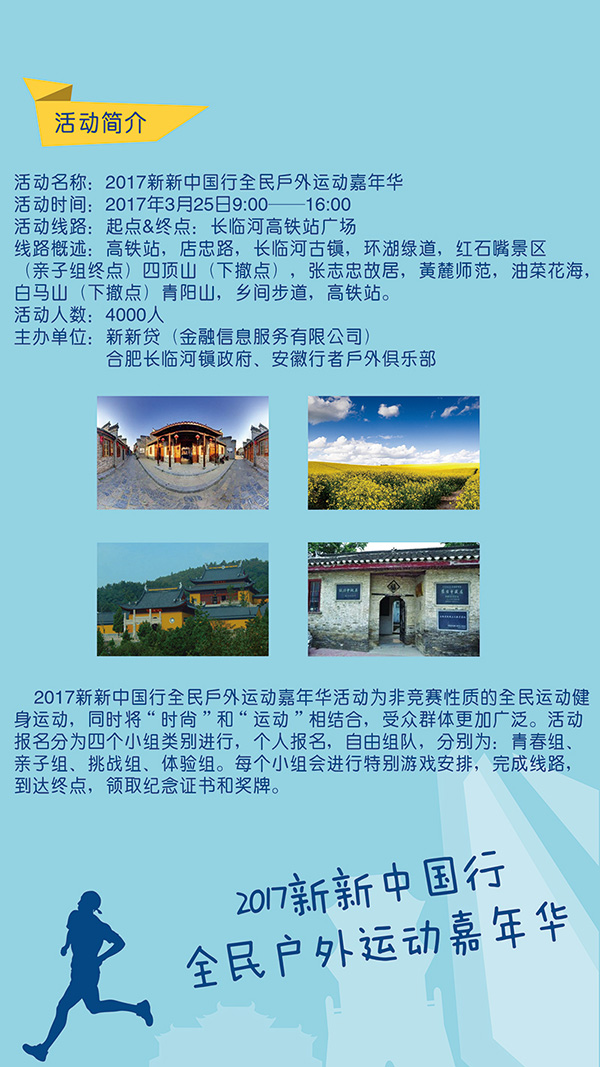 活动简介
活动名称：2017新新中国行全民户外运动嘉年华
活动时间：2017年3月25日9:00——16:00
活动线路：起点&终点：长临河高铁站广场
线路概述：高铁站，店忠路，长临河古镇，环湖绿道，红石嘴景区
（亲子组终点）四顶山（下撤点），张志忠故居，黄麓师范，油菜花海，
白马山（下撤点）青阳山，乡间步道，高铁站。
活动人数：4000人
主办单位：新新贷（金融信息服务有限公司）
合肥长临河镇政府、安徽行者户外俱乐部
2017新新中国行全民户外运动嘉年华活动为非竞赛性质的全民运动健
身运动，同时将“时尚”和“运动”相结合，受众群体更加广泛。活动
报名分为四个小组类别进行，个人报名，自由组队，分别为：青春组、
亲子组、挑战组、体验组。每个小组会进行特别游戏安排，完成线路，
到达终点，领取纪念证书和奖牌。
2017新新中国行
全民户外运动嘉年华